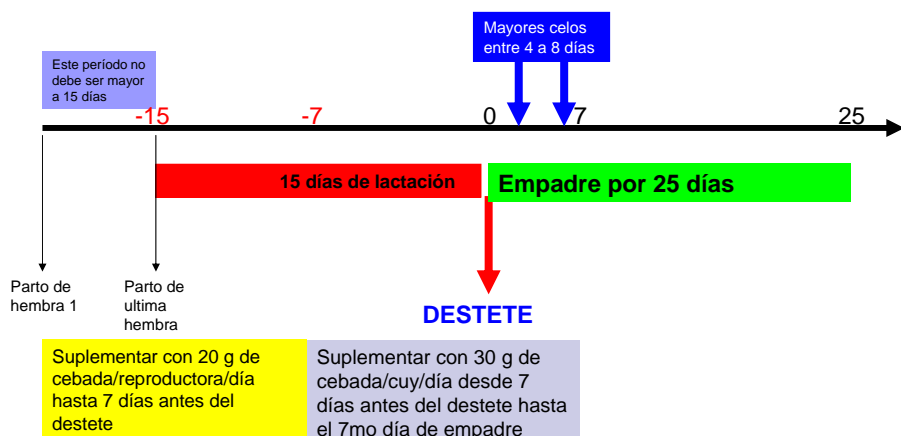 Mayores celos
entre 4 a 8 días
Este período no
debe ser mayor
a 15 días
-15 -7 0 7 25
15 días de lactación
Empadre por 25 días
Parto de
hembra 1
Parto de
ultima
hembra
DESTETE
Suplementar con 20 g de
cebada/reproductora/día
hasta 7 días antes del
destete
Suplementar con 30 g de
cebada/cuy/día desde 7
días antes del destete hasta
el 7mo día de empadre